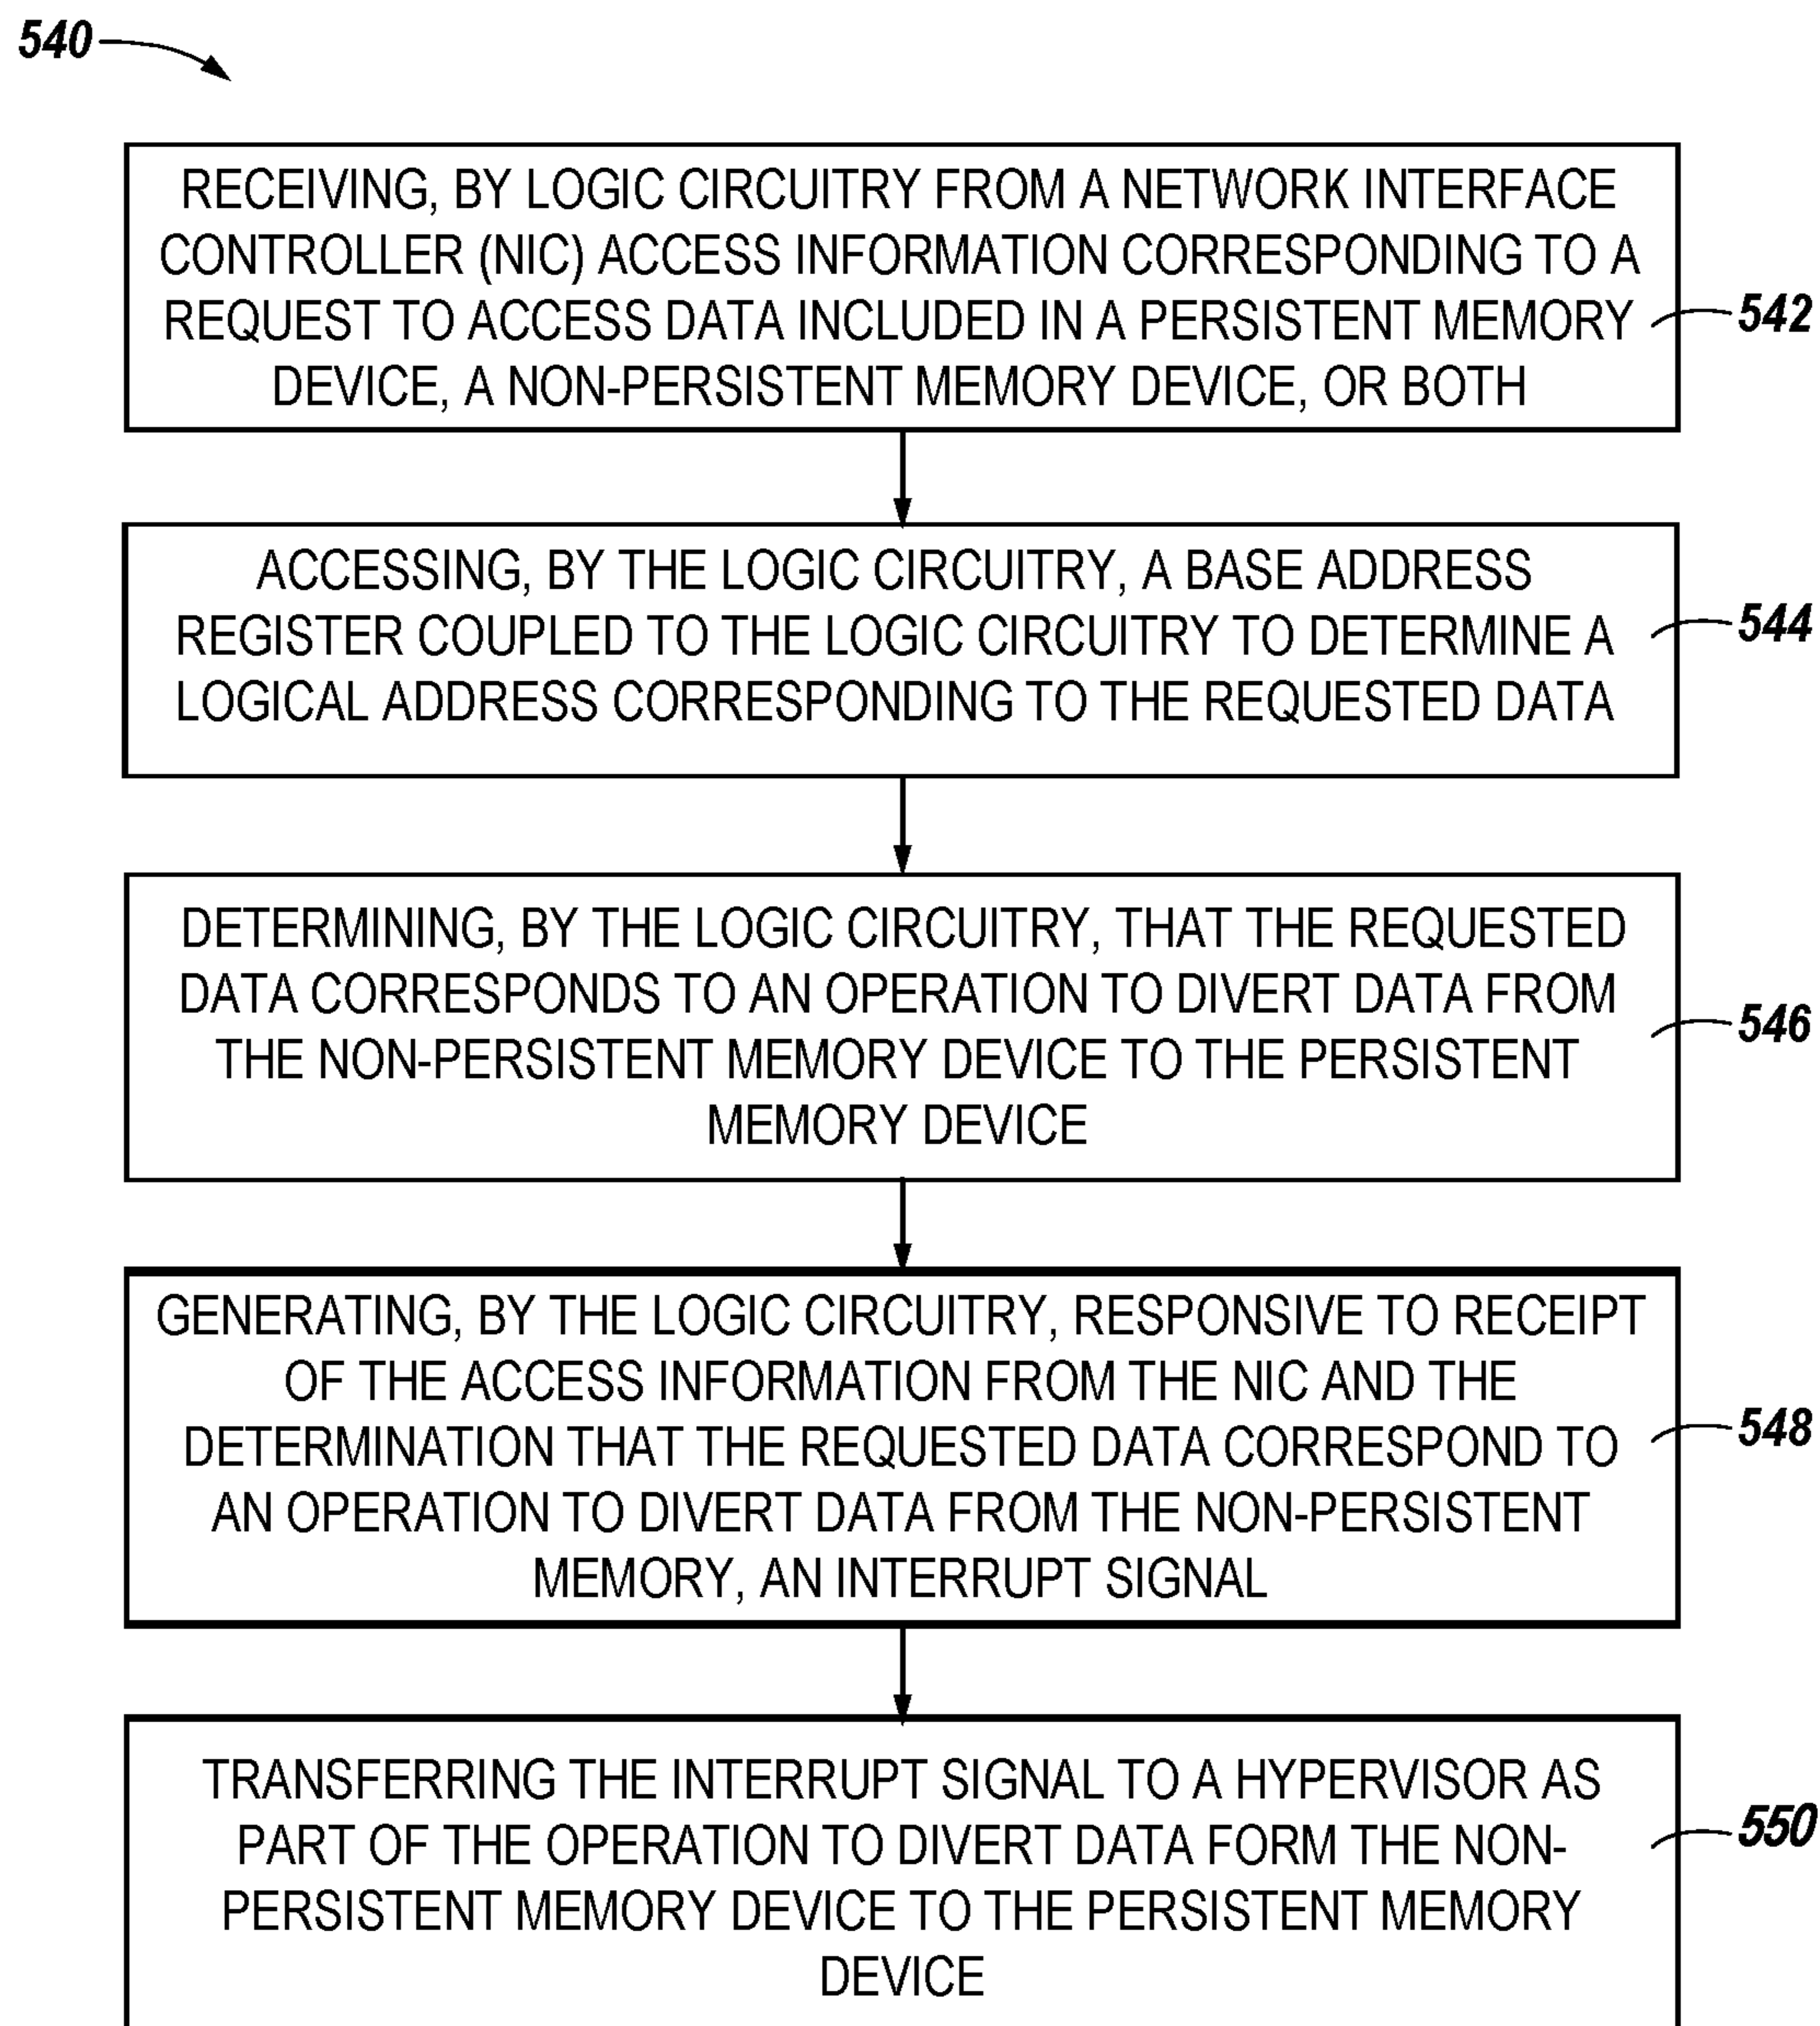 540
RECEIVING, BY LOGIC CIRCUITRY FROM A NETWORK INTERFACE
CONTROLLER (NIC) ACCESS INFORMATION CORRESPONDING TO A
REQUEST TO ACCESS DATA INCLUDED IN A PERSISTENT MEMORY
DEVICE, A NON-PERSISTENT MEMORY DEVICE, OR BOTH
542
ACCESSING, BY THE LOGIC CIRCUITRY, A BASE ADDRESS
REGISTER COUPLED TO THE LOGIC CIRCUITRY TO DETERMINE A
LOGICAL ADDRESS CORRESPONDING TO THE REQUESTED DATA
544
DETERMINING, BY THE LOGIC CIRCUITRY, THAT THE REQUESTED
DATA CORRESPONDS TO AN OPERATION TO DIVERT DATA FROM
THE NON-PERSISTENT MEMORY DEVICE TO THE PERSISTENT
MEMORY DEVICE
546
GENERATING, BY THE LOGIC CIRCUITRY, RESPONSIVE TO RECEIPT
OF THE ACCESS INFORMATION FROM THE NIC AND THE
DETERMINATION THAT THE REQUESTED DATA CORRESPOND TO
AN OPERATION TO DIVERT DATA FROM THE NON-PERSISTENT
MEMORY, AN INTERRUPT SIGNAL
548
TRANSFERRING THE INTERRUPT SIGNAL TO A HYPERVISOR AS
PART OF THE OPERATION TO DIVERT DATA FORM THE NON-
PERSISTENT MEMORY DEVICE TO THE PERSISTENT MEMORY
DEVICE
550